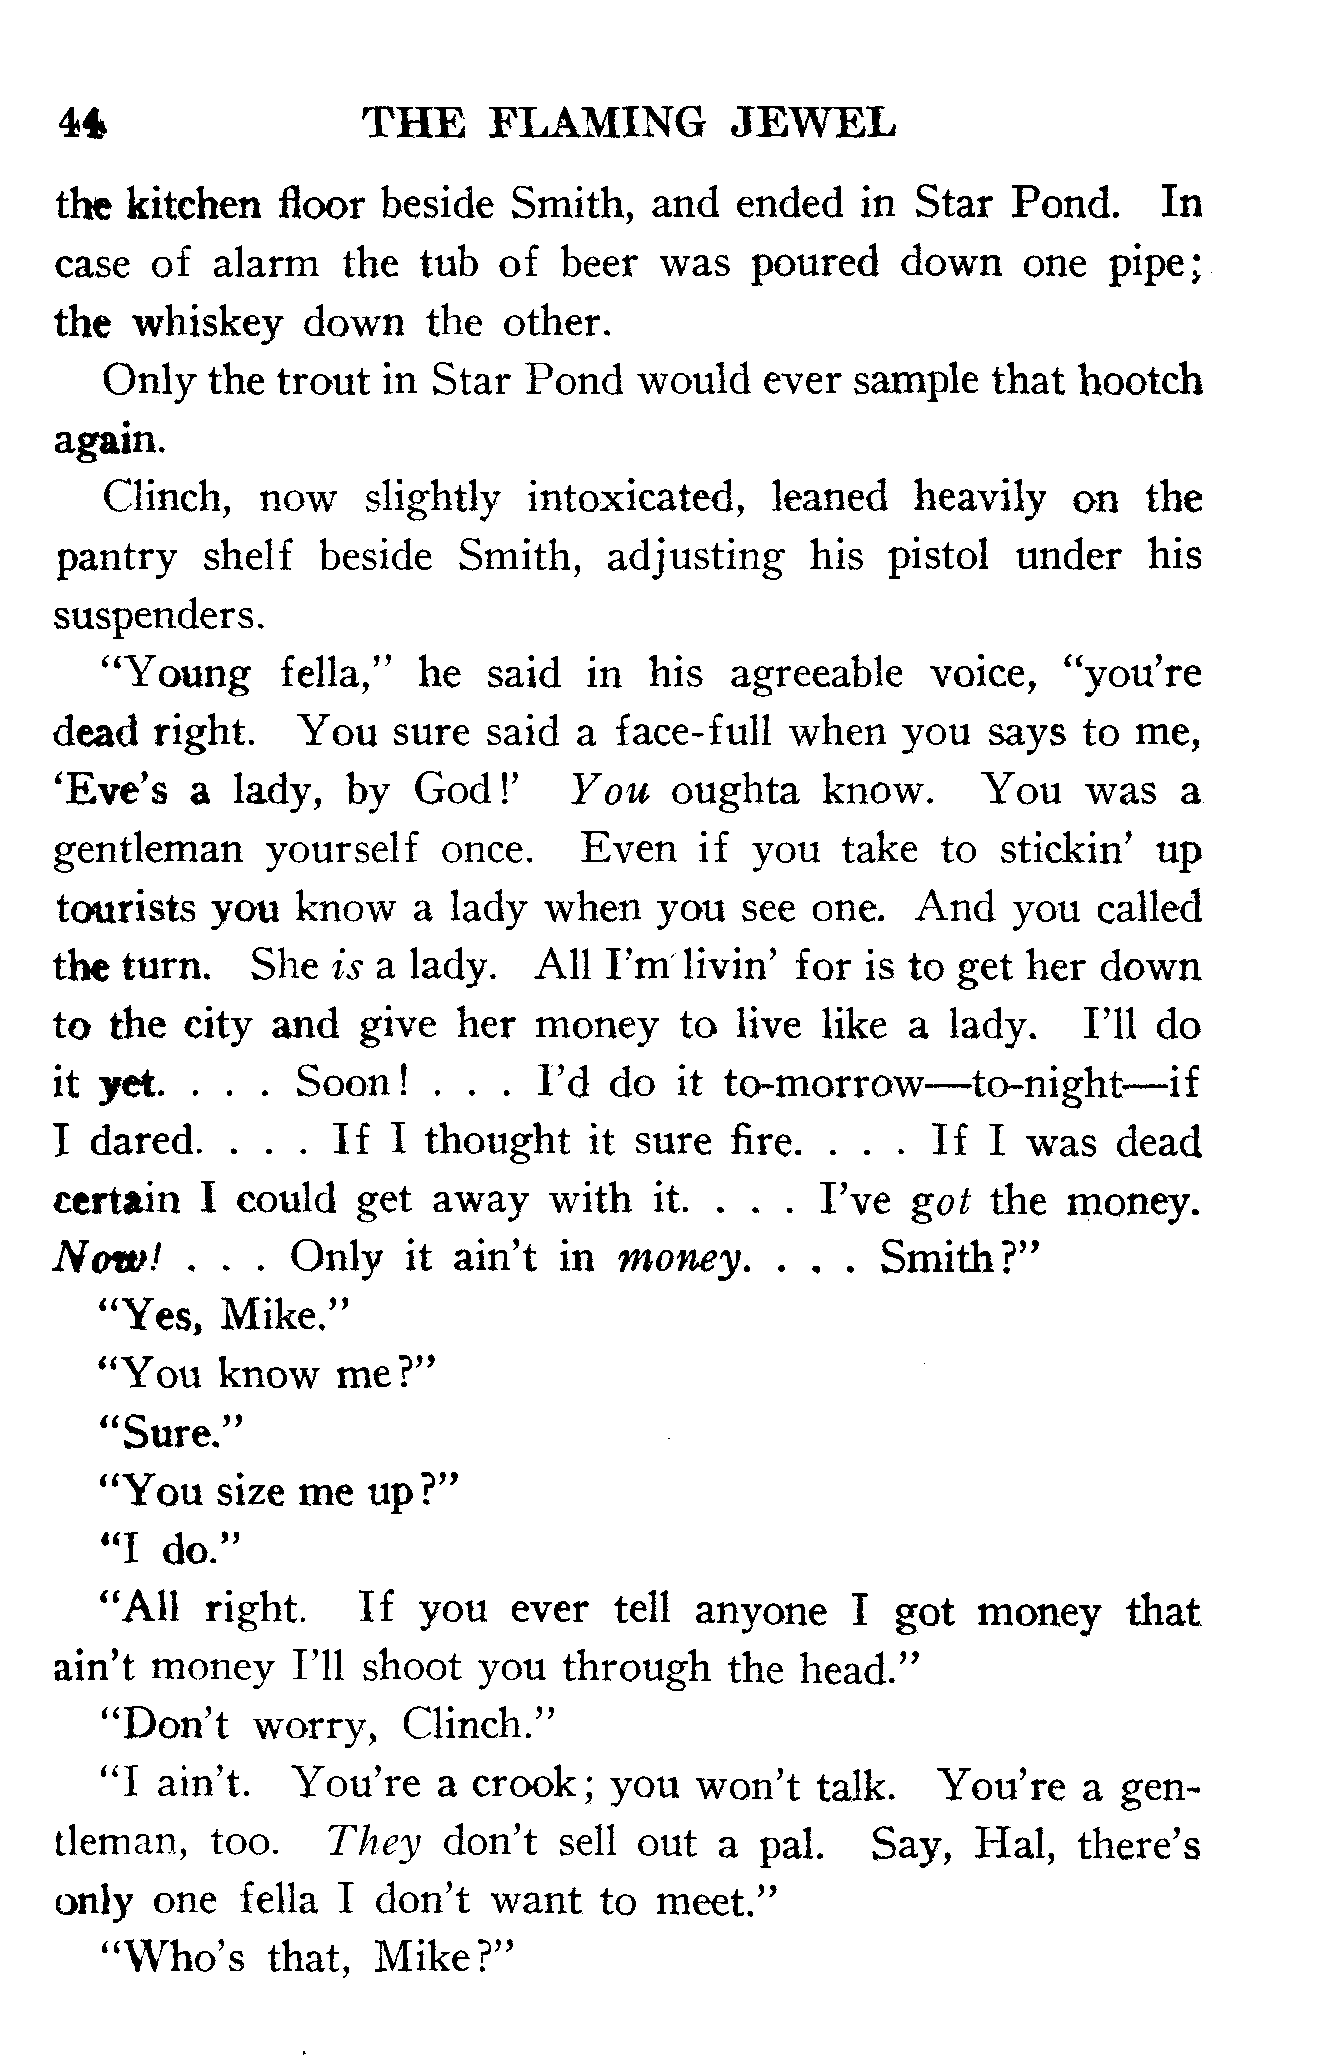 44 THE FLAMING JEWEL
the kitchen floor beside Smith, and ended in Star Pond. In
case of alarm the tub of beer was poured down one pipe;
the whiskey down the other.
Only the trout in Star Pond would ever sample that hootch
again.
Clinch, now slightly intoxicated, leaned heavily on the
pantry shelf beside Smith, adjusting his pistol under his
suspenders.
“Young fella,” he said in his agreeable voice, “you’re
dead right. You sure said a face-full when you says to me,
‘Eve’s a lady, by God!’ You oughta know. You was a
gentleman yourself once. Even if you take to stickin’ up
tourists you know a lady when you see one. And you called
the turn. She is a lady. All I’m livin’ for is to get her down
to the city and give her money to live like a lady. I’ll do
it yet. . . . Soon! . . . I’d do it to-morrow—to-night—if
I dared. . . . If I thought it sure fire. . . . If I was dead
certain I could get away with it. . . . I’ve got the money.
Now! . . . Only it ain’t in money. . . . Smith?”
“Yes, Mike.”
“You know me?”
“Sure.”
“You size me up?”
“I do.”
“All right. If you ever tell anyone I got money that
ain’t money I’ll shoot you through the head.”
“Don’t worry, Clinch.”
“I ain’t. You’re a crook; you won’t talk. You’re a gen-
tleman, too. They don’t sell out a pal. Say, Hal, there’s
only one fella I don’t want to meet.”
“Who’s that, Mike?”